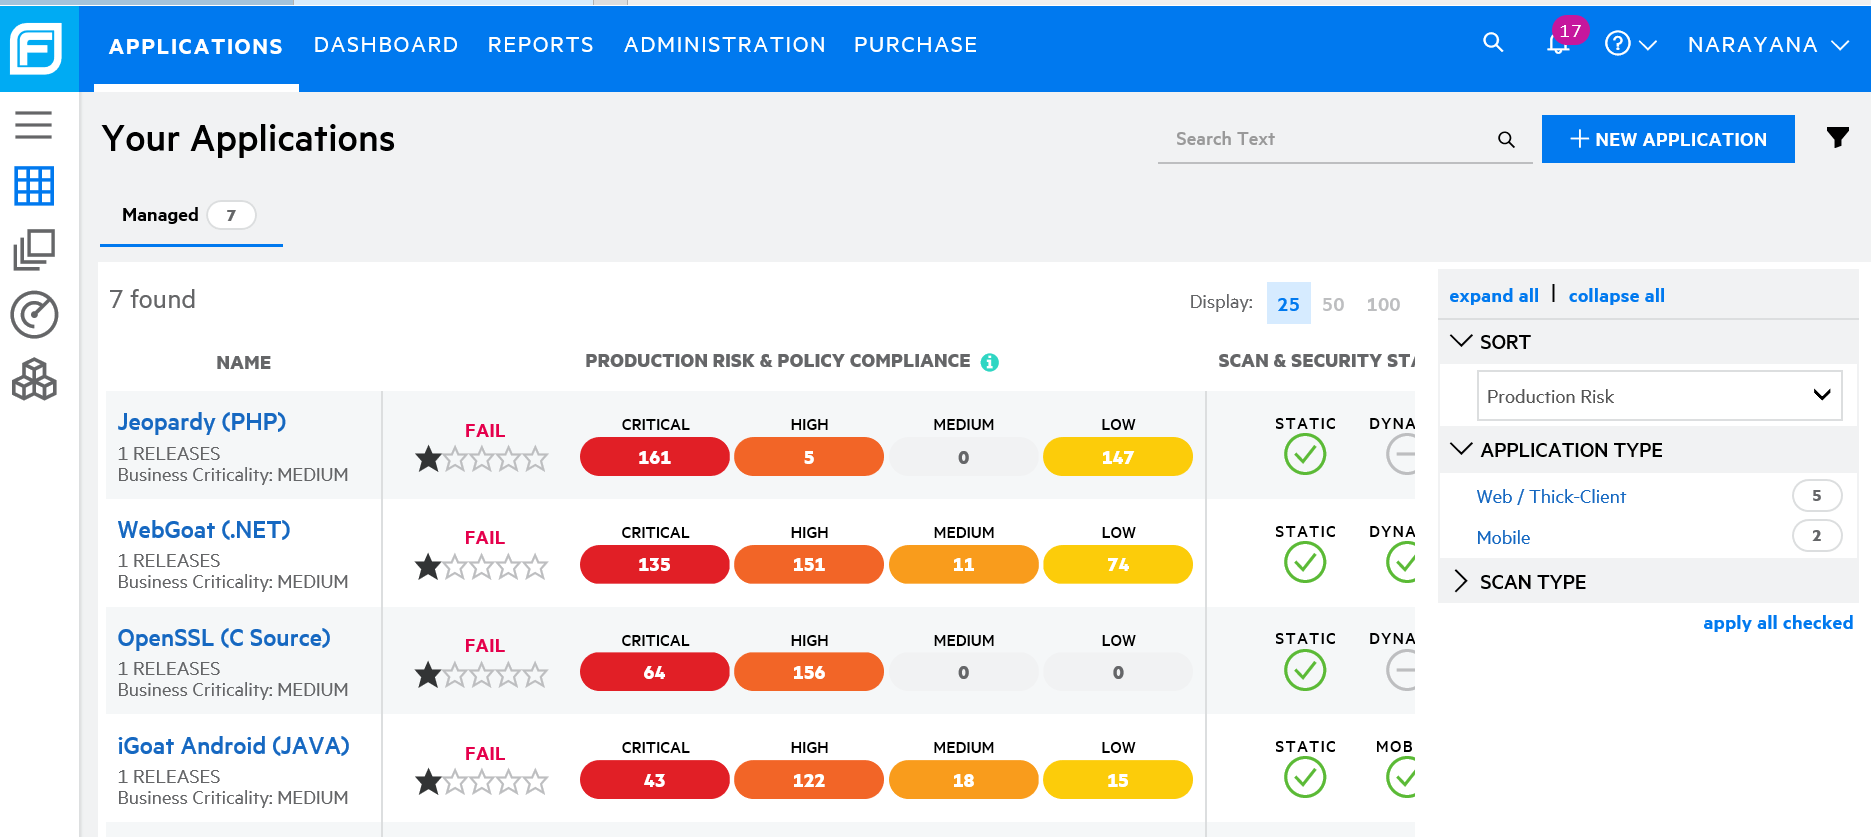 APPLICATIONS DASHBOARD REPORTS ADMINISTRATION PURCHASE 17 NARAYANA
Your Applications
Search Text
NEW APPLICATION
Managed 7
7 found
Display: 25 50 100
NAME PRODUCTION RISK & POLICY COMPLIANCE SCAN & SECURITY STA
Jeopardy (PHP)
1 RELEASES
Business Criticality: MEDIUM
FAIL
CRITICAL HIGH MEDIUM LOW
161 5 0 147
STATIC DYNA
WebGoat (.NET)
1 RELEASES
Business Criticality: MEDIUM
FAIL
CRITICAL HIGH MEDIUM LOW
135 151 11 74
STATIC DYNA
OpenSSL (C Source)
1 RELEASES
Business Criticality: MEDIUM
FAIL
CRITICAL HIGH MEDIUM LOW
64 156 0 0
STATIC DYNA
iGoat Android (JAVA)
1 RELEASES
Business Criticality: MEDIUM
FAIL
CRITICAL HIGH MEDIUM LOW
43 122 18 15
STATIC MOB
expand all | collapse all
SORT
Production Risk
APPLICATION TYPE
Web / Thick-Client 5
Mobile 2
SCAN TYPE
apply all checked